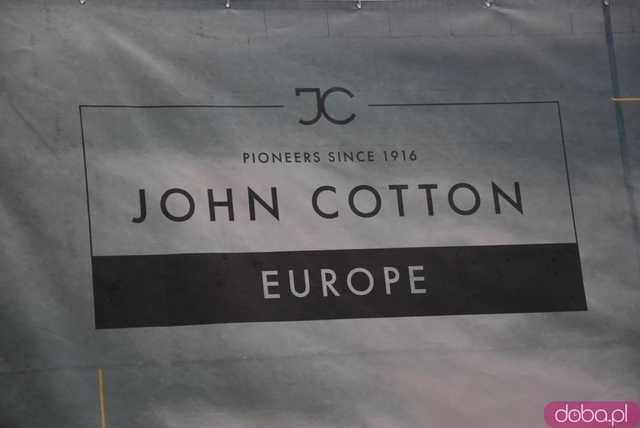 JC
PIONEERS SINCE 1916
JOHN COTTON
EUROPE
doba.pl